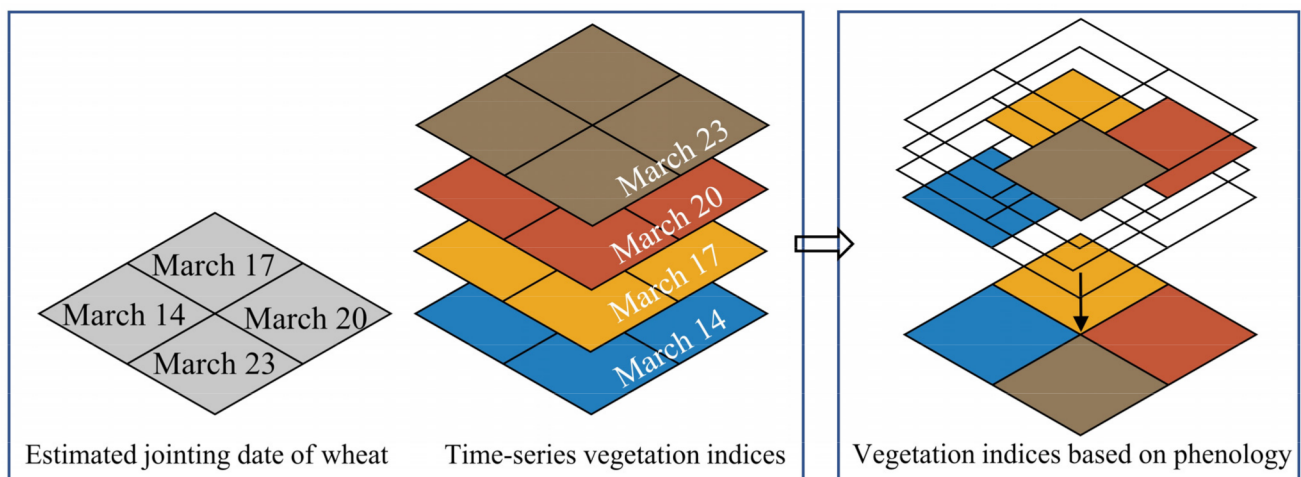 March 17
March 14
March 20
March 23
Estimated jointing date of wheat
March 23
March 20
March 17
March 14
Time-series vegetation indices
Vegetation indices based on phenology